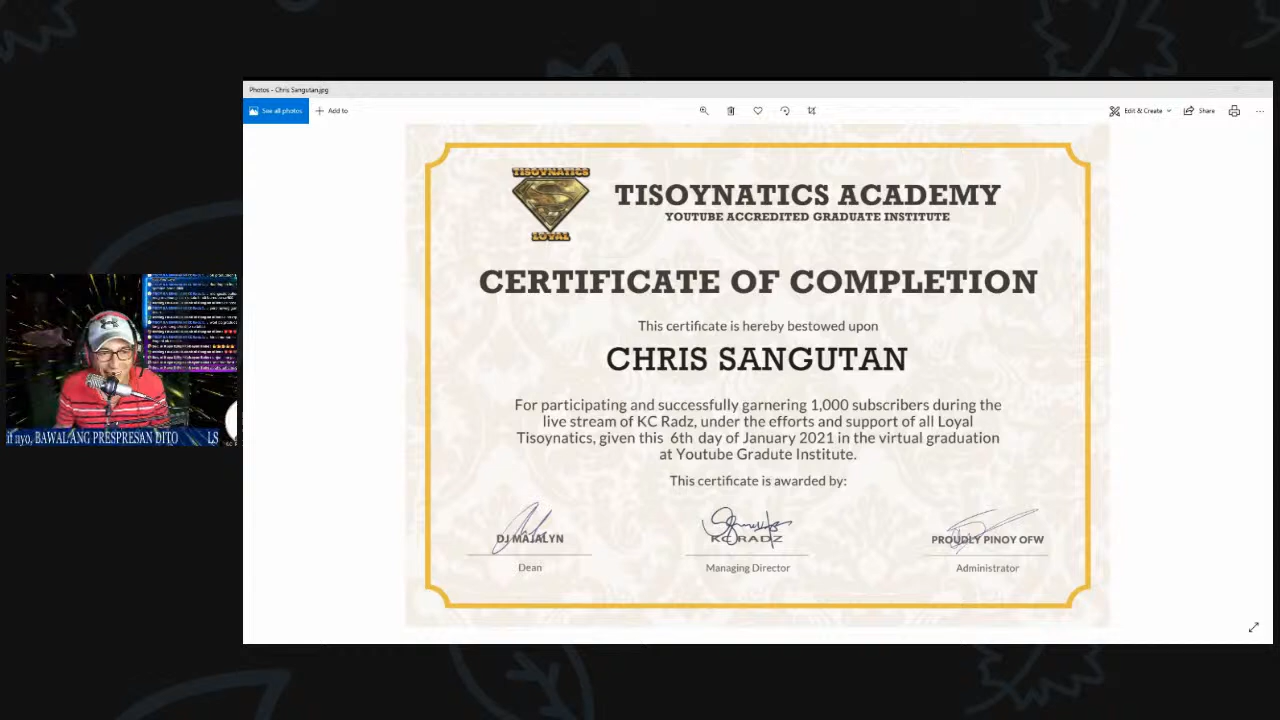 Photos - Chris Sangutan.jpg
See all photos
Add to
Edit & Create
Share
TISOYNATICS
LOYAL
TISOYNATICS ACADEMY
YOUTUBE ACCREDITED GRADUATE INSTITUTE
CERTIFICATE OF COMPLETION
This certificate is hereby bestowed upon
CHRIS SANGUTAN
For participating and successfully garnering 1,000 subscribers during the
live stream of KC Radz, under the efforts and support of all Loyal
Tisoynatics, given this 6th day of January 2021 in the virtual graduation
at Youtube Gradute Institute.
This certificate is awarded by:
DJ MAJALYN
Dean
KC RADZ
Managing Director
PROUDLY PINOY OFW
Administrator
if nyo, BAWAL ANG PRESPRESAN DITO LS